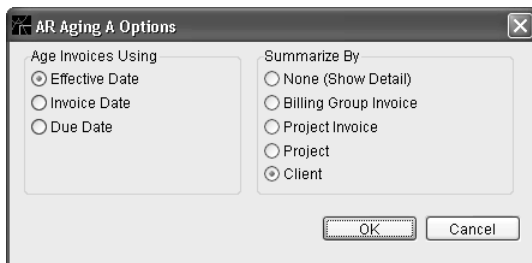 AR Aging A Options
Age Invoices Using
Effective Date
Invoice Date
Due Date
Summarize By
None (Show Detail)
Billing Group Invoice
Project Invoice
Project
Client
OK
Cancel